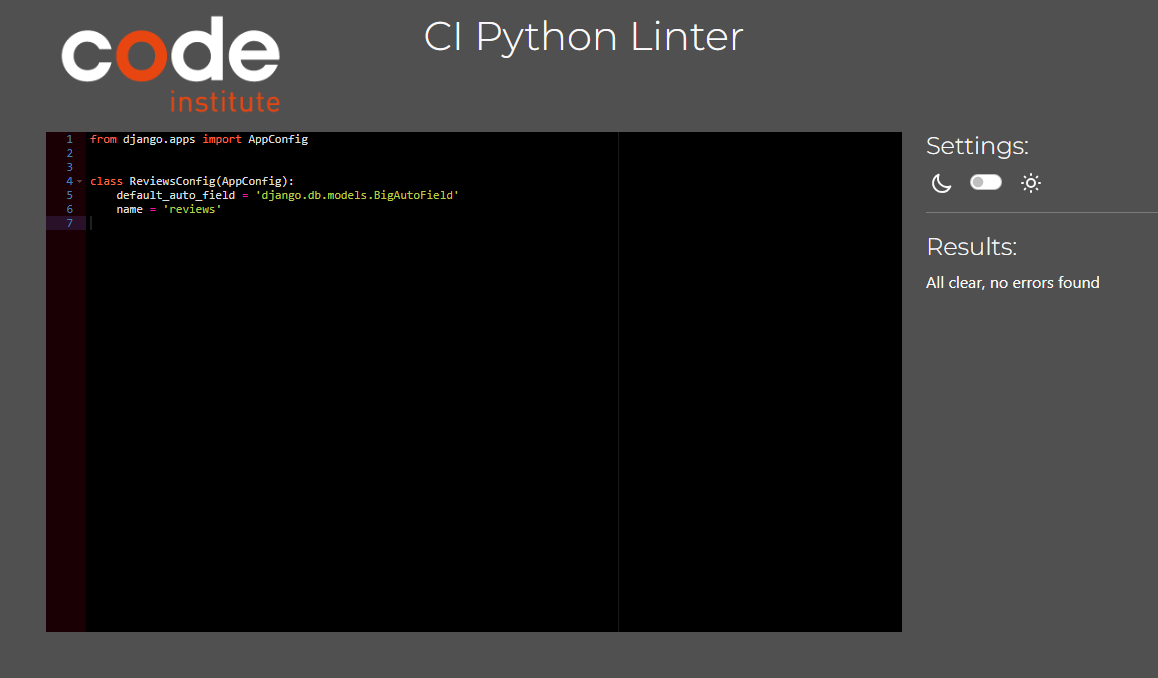 code
institute
CI Python Linter
1 from django.apps import AppConfig
2
3
4 class ReviewsConfig(AppConfig):
5     default_auto_field = 'django.db.models.BigAutoField'
6     name = 'reviews'
7
Settings:
Results:
All clear, no errors found